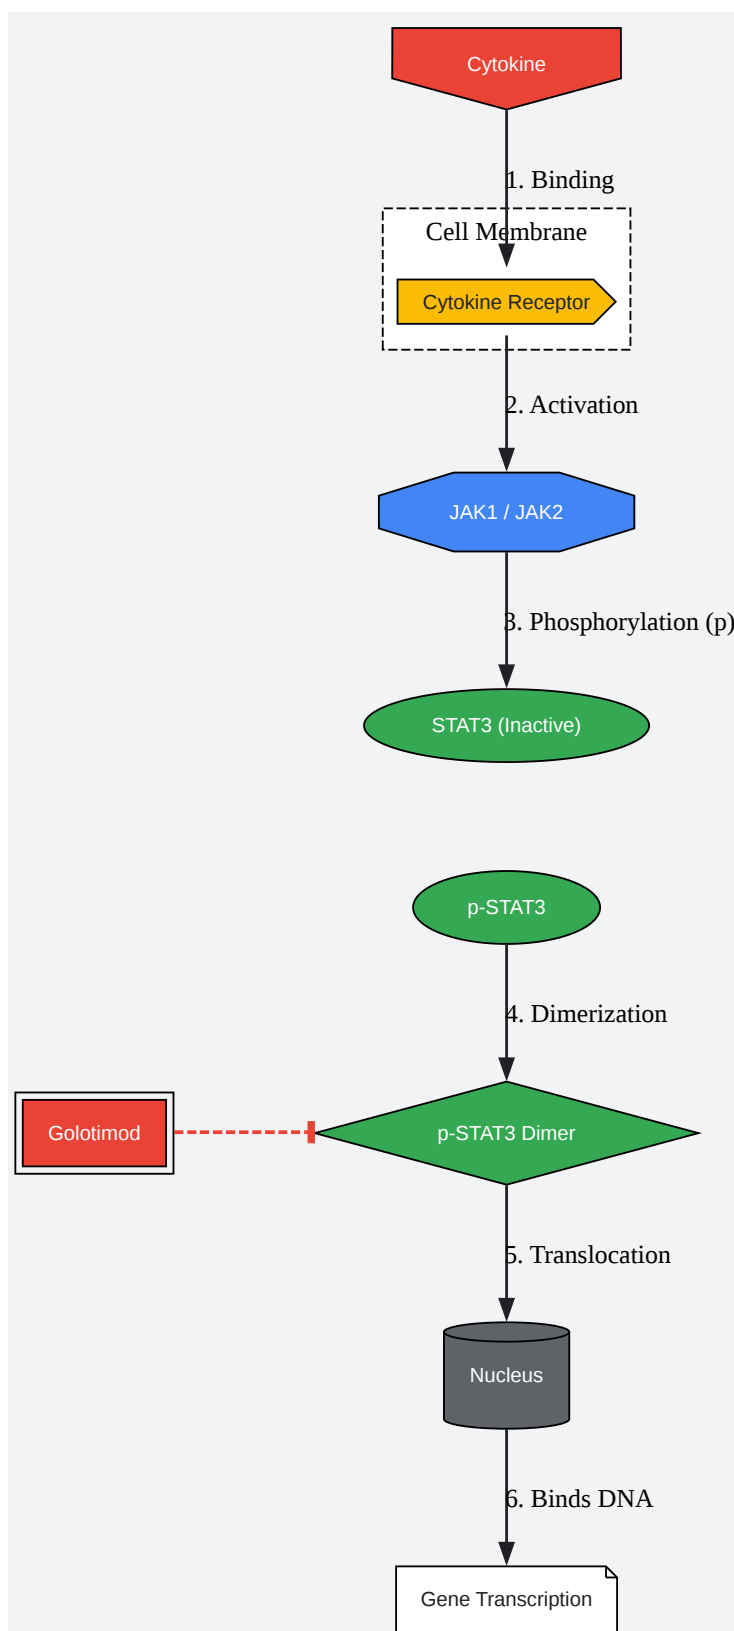 Cytokine
1. Binding
Cell Membrane
Cytokine Receptor
2. Activation
JAK1 / JAK2
3. Phosphorylation (p)
STAT3 (Inactive)
p-STAT3
4. Dimerization
Golotimod
p-STAT3 Dimer
5. Translocation
Nucleus
6. Binds DNA
Gene Transcription